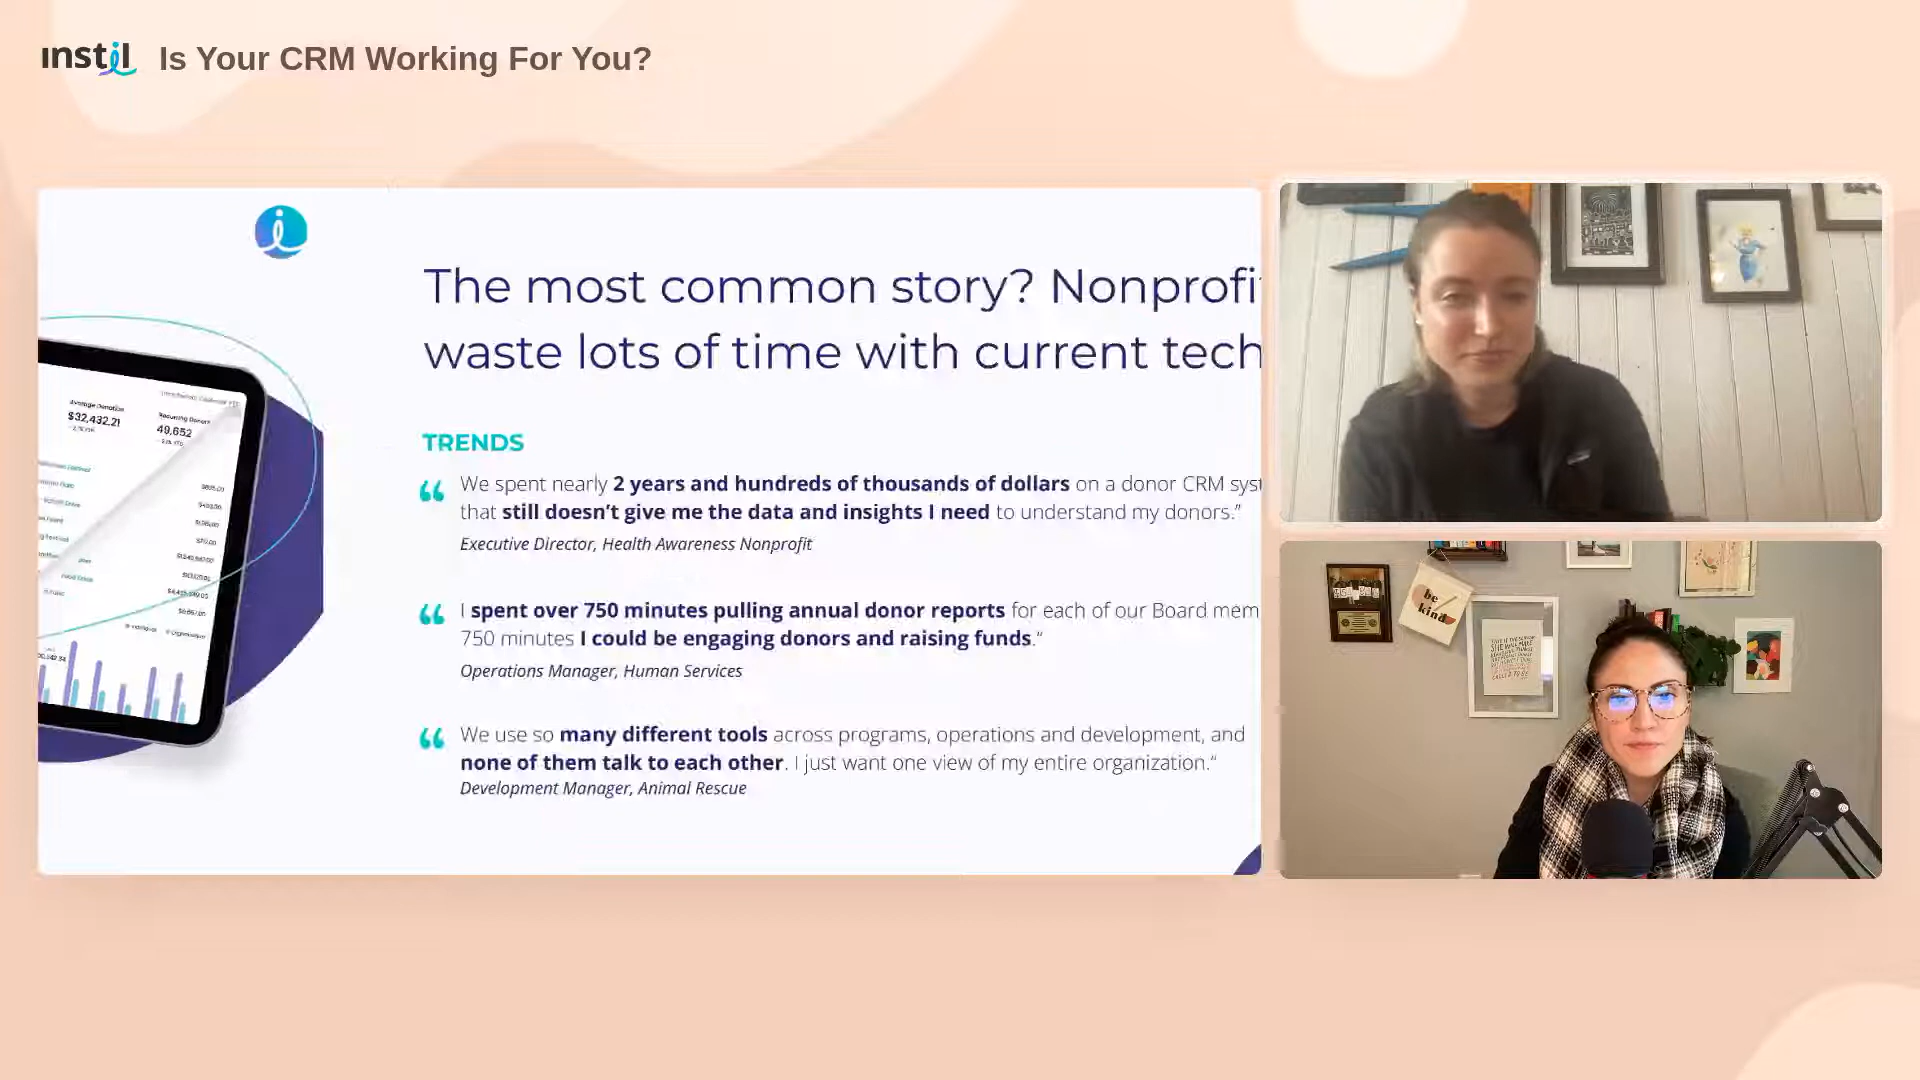 instil Is Your CRM Working For You?
The most common story? Nonprofi
waste lots of time with current tech
TRENDS
“ We spent nearly 2 years and hundreds of thousands of dollars on a donor CRM syst
that still doesn’t give me the data and insights I need to understand my donors.”
Executive Director, Health Awareness Nonprofit
“ I spent over 750 minutes pulling annual donor reports for each of our Board mem
750 minutes I could be engaging donors and raising funds.“
Operations Manager, Human Services
“ We use so many different tools across programs, operations and development, and
none of them talk to each other. I just want one view of my entire organization.“
Development Manager, Animal Rescue
Average Donation
$32,432.21
Recurring Donors
49,652
be
kind